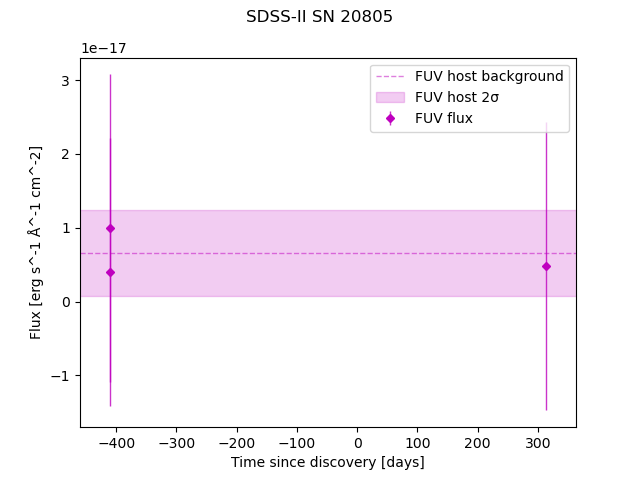 SDSS-II SN 20805
1e−17
FUV host background
FUV host 2σ
FUV flux
3
2
1
0
−1
Flux [erg s^-1 Å^-1 cm^-2]
−400 −300 −200 −100 0 100 200 300
Time since discovery [days]